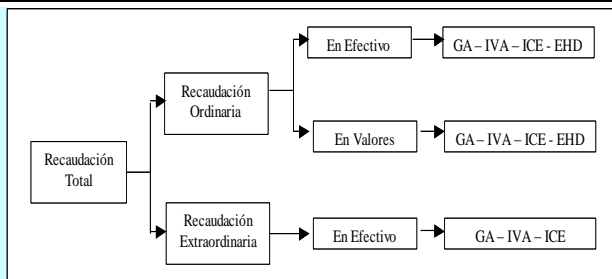 En Efectivo
GA – IVA – ICE - EHD
Recaudación
Ordinaria
En Valores
GA – IVA – ICE - EHD
Recaudación
Total
Recaudación
Extraordinaria
En Efectivo
GA – IVA – ICE